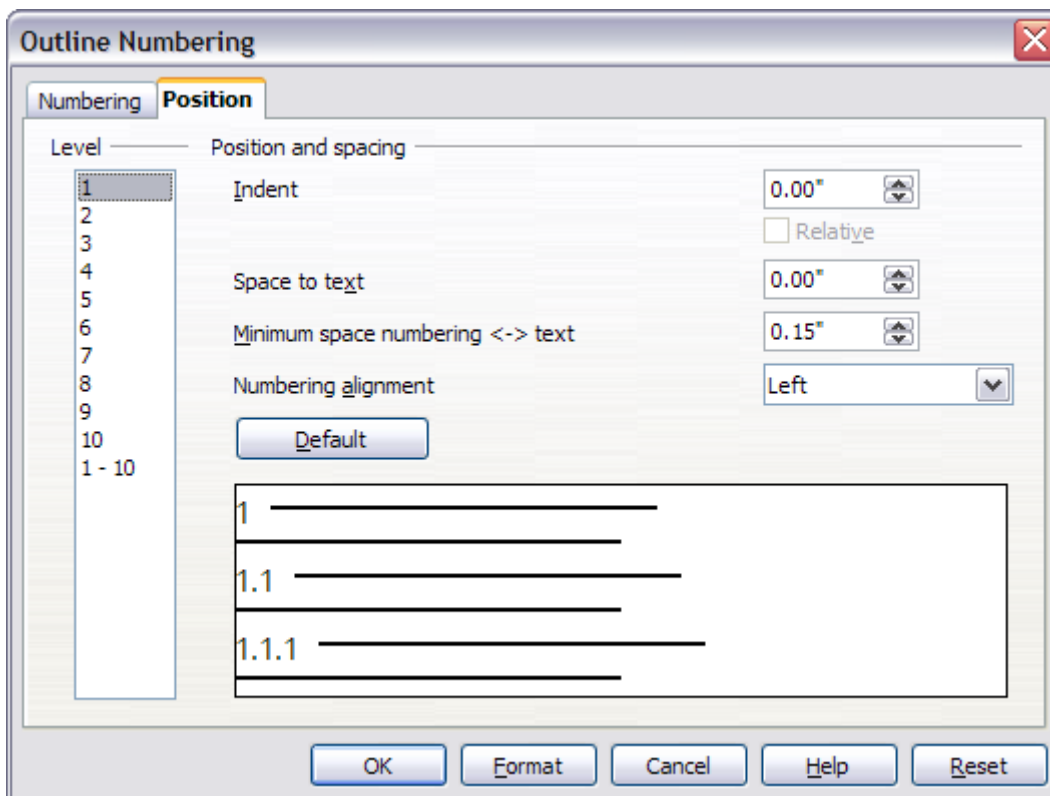 Outline Numbering
Numbering Position
Level
1
2
3
4
5
6
7
8
9
10
1 - 10
Position and spacing
Indent 0.00"
Relative
Space to text 0.00"
Minimum space numbering <-> text 0.15"
Numbering alignment Left
Default
1
1.1
1.1.1
OK Format Cancel Help Reset